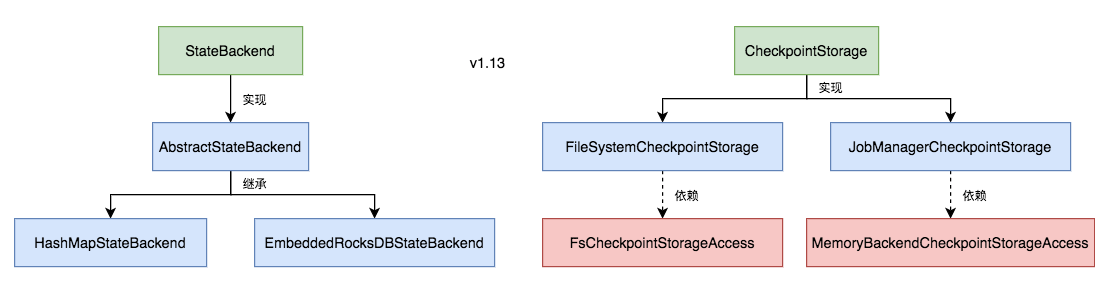 StateBackend
实现
AbstractStateBackend
继承
HashMapStateBackend
EmbeddedRocksDBStateBackend
v1.13
CheckpointStorage
实现
FileSystemCheckpointStorage
JobManagerCheckpointStorage
依赖
依赖
FsCheckpointStorageAccess
MemoryBackendCheckpointStorageAccess